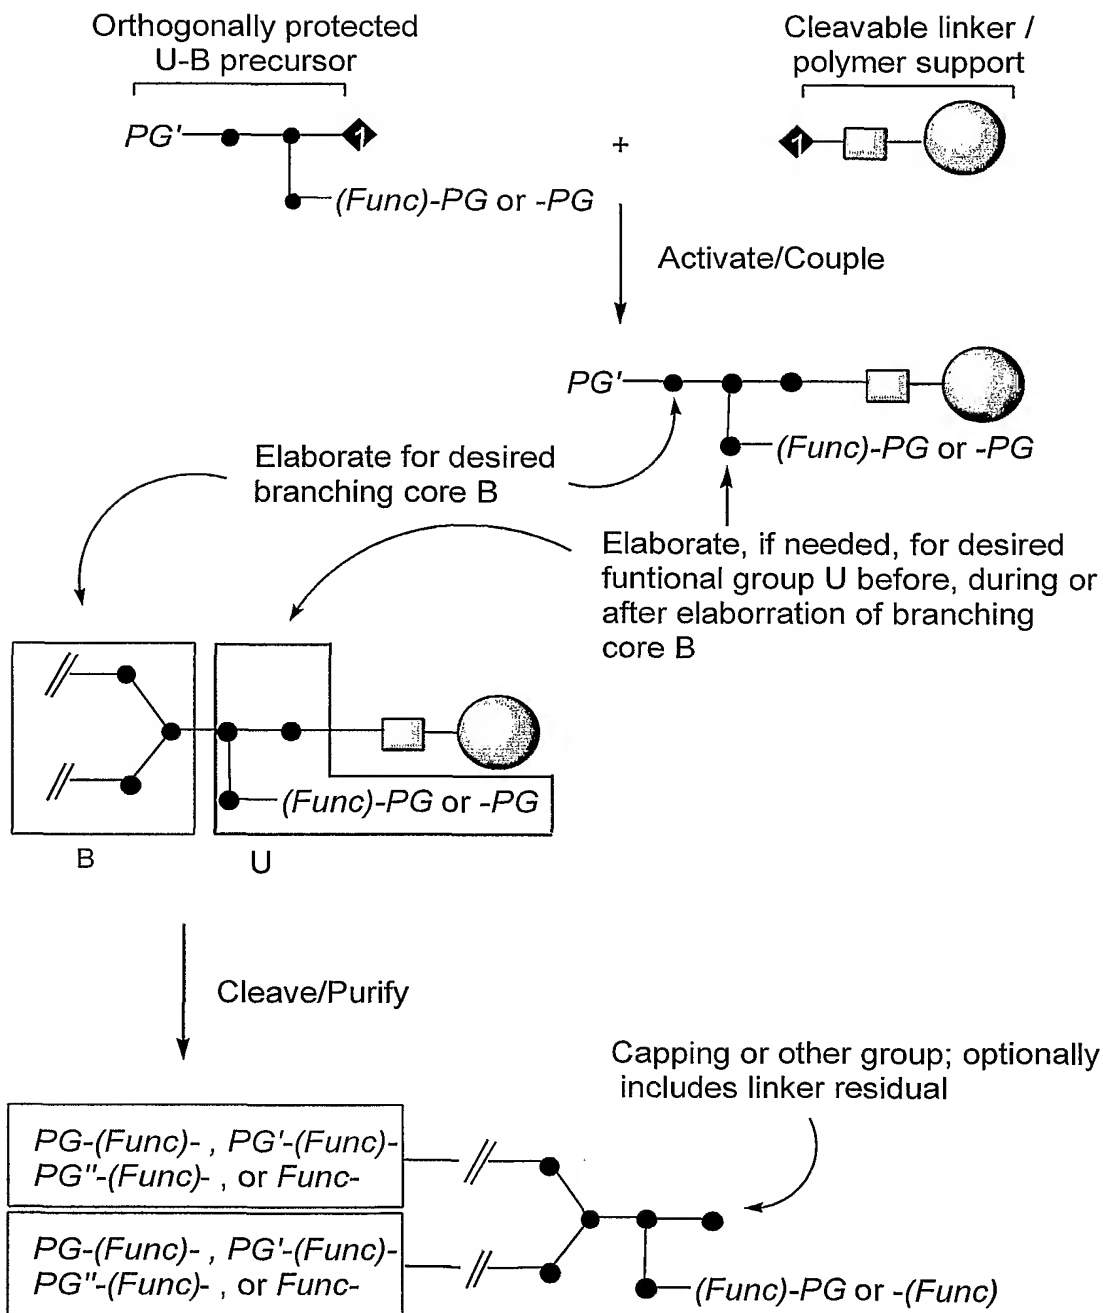 Orthogonally protected
U-B precursor
Cleavable linker /
polymer support
PG'
1
(Func)-PG or -PG
+
1
Activate/Couple
PG'
(Func)-PG or -PG
Elaborate for desired
branching core B
Elaborate, if needed, for desired
funtional group U before, during or
after elaborration of branching
core B
(Func)-PG or -PG
B
U
Cleave/Purify
Capping or other group; optionally
includes linker residual
PG-(Func)- , PG'-(Func)-
PG"-(Func)- , or Func-
PG-(Func)- , PG'-(Func)-
PG"-(Func)- , or Func-
(Func)-PG or -(Func)